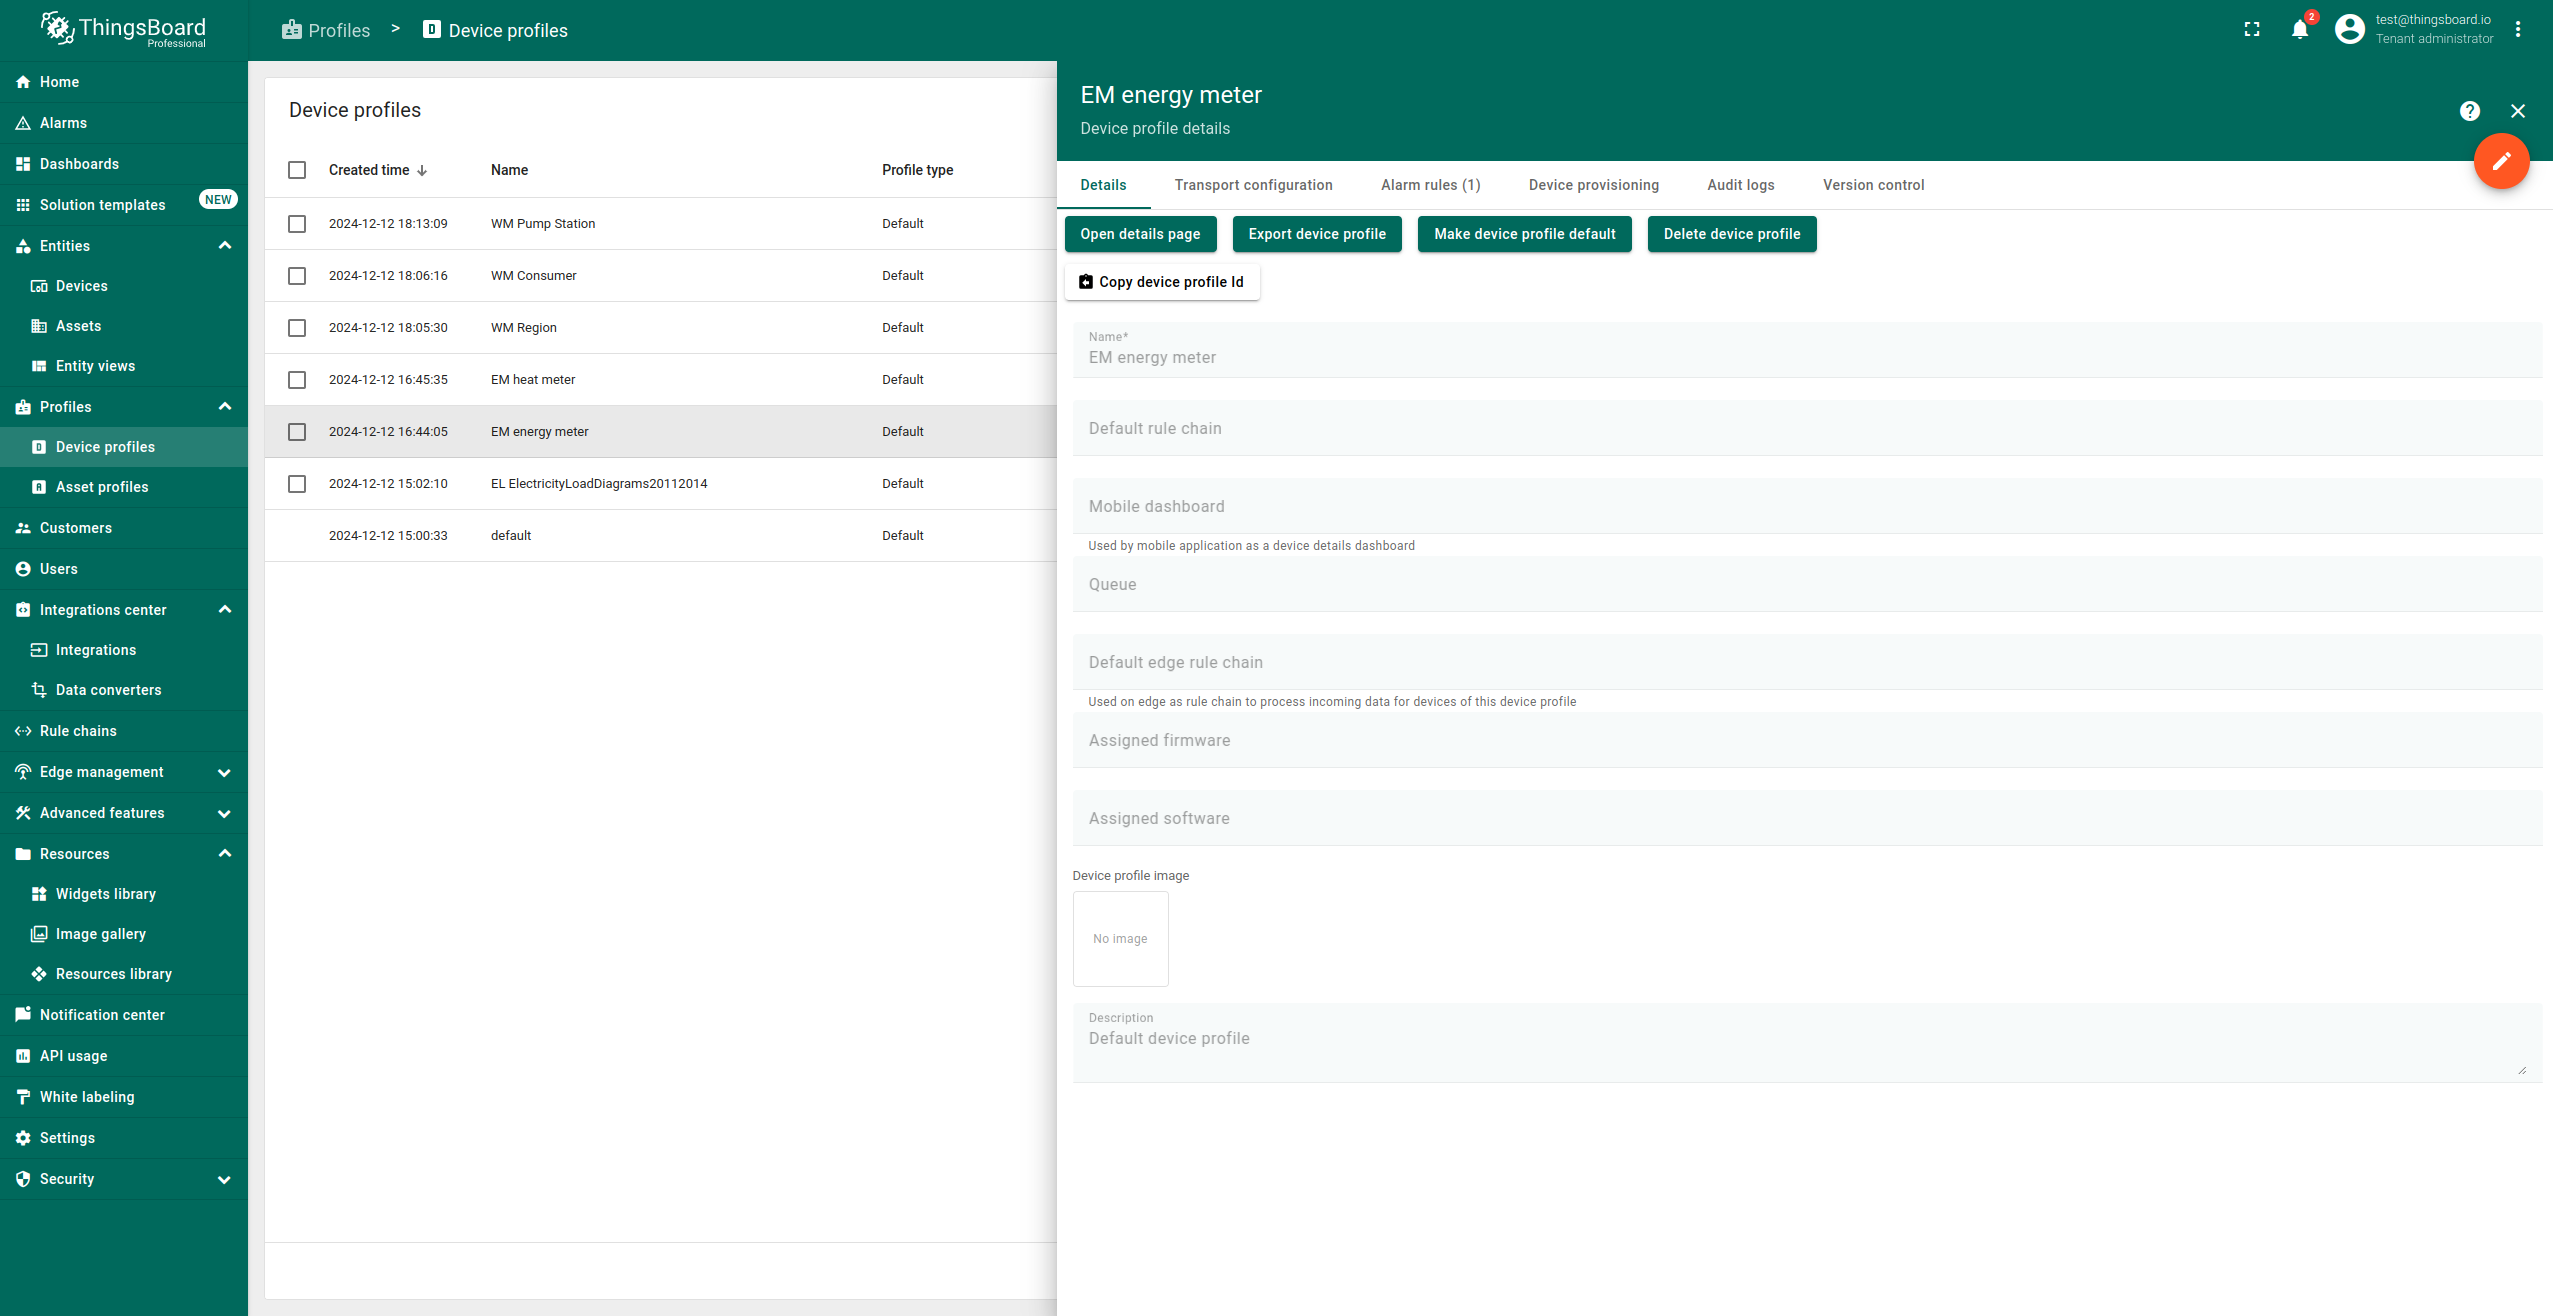 ThingsBoard
Professional
Profiles > Device profiles
2
test@thingsboard.io
Tenant administrator
Home
Alarms
Dashboards
Solution templates NEW
Entities
Devices
Assets
Entity views
Profiles
Device profiles
Asset profiles
Customers
Users
Integrations center
Integrations
Data converters
Rule chains
Edge management
Advanced features
Resources
Widgets library
Image gallery
Resources library
Notification center
API usage
White labeling
Settings
Security
Device profiles
Created time Name Profile type
2024-12-12 18:13:09 WM Pump Station Default
2024-12-12 18:06:16 WM Consumer Default
2024-12-12 18:05:30 WM Region Default
2024-12-12 16:45:35 EM heat meter Default
2024-12-12 16:44:05 EM energy meter Default
2024-12-12 15:02:10 EL ElectricityLoadDiagrams20112014 Default
2024-12-12 15:00:33 default Default
EM energy meter
Device profile details
Details Transport configuration Alarm rules (1) Device provisioning Audit logs Version control
Open details page Export device profile Make device profile default Delete device profile
Copy device profile Id
Name*
EM energy meter
Default rule chain
Mobile dashboard
Used by mobile application as a device details dashboard
Queue
Default edge rule chain
Used on edge as rule chain to process incoming data for devices of this device profile
Assigned firmware
Assigned software
Device profile image
No image
Description
Default device profile